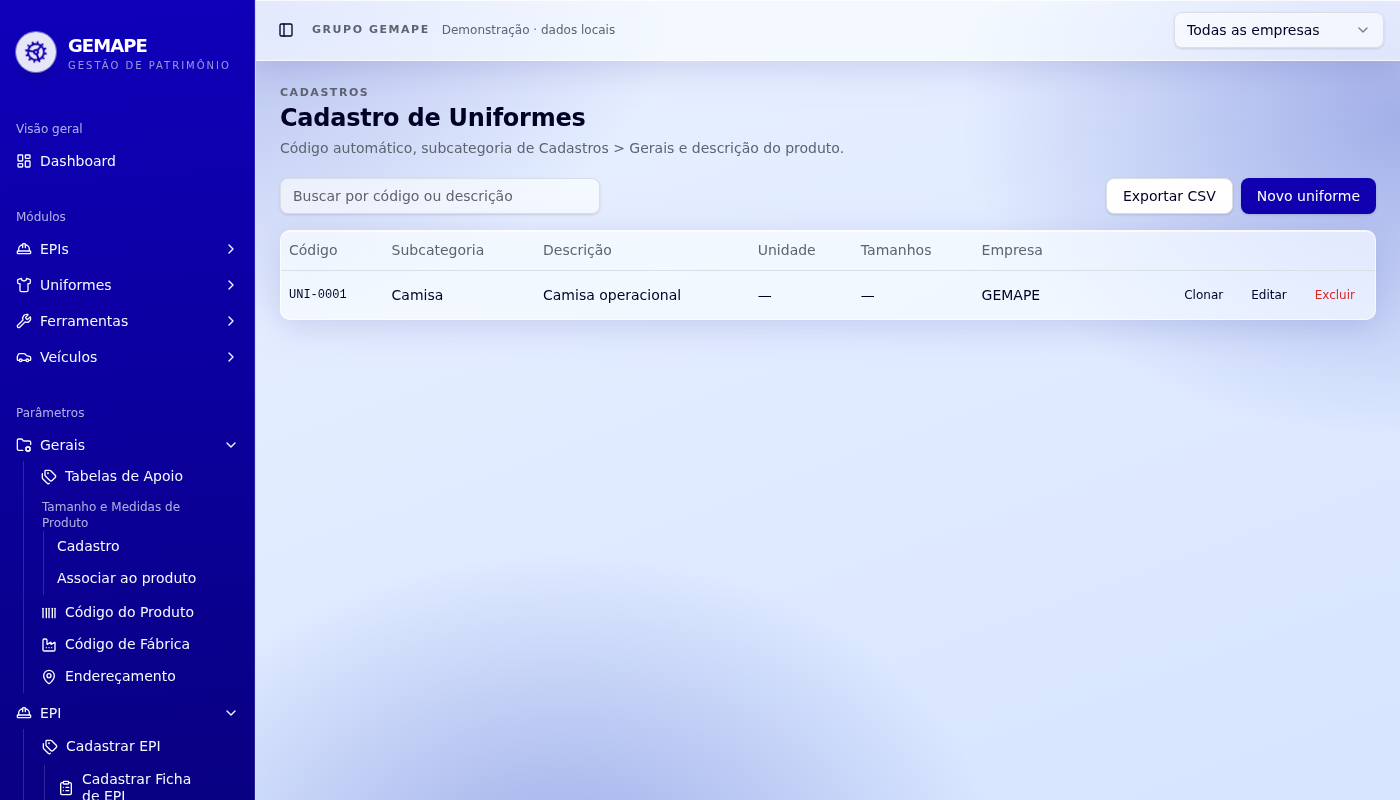 GEMAPE
GESTÃO DE PATRIMÔNIO
Visão geral
Dashboard
Módulos
EPIs
Uniformes
Ferramentas
Veículos
Parâmetros
Gerais
Tabelas de Apoio
Tamanho e Medidas de
Produto
Cadastro
Associar ao produto
Código do Produto
Código de Fábrica
Endereçamento
EPI
Cadastrar EPI
Cadastrar Ficha
de EPI
GRUPO GEMAPE Demonstração · dados locais
Todas as empresas
CADASTROS
Cadastro de Uniformes
Código automático, subcategoria de Cadastros > Gerais e descrição do produto.
Buscar por código ou descrição
Exportar CSV
Novo uniforme
Código Subcategoria Descrição Unidade Tamanhos Empresa
UNI-0001 Camisa Camisa operacional — — GEMAPE Clonar Editar Excluir